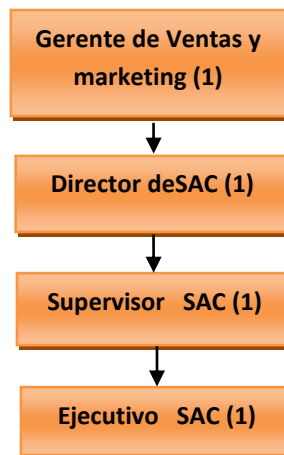 Gerente de Ventas y
marketing (1)
Director deSAC (1)
Supervisor   SAC (1)
Ejecutivo   SAC (1)